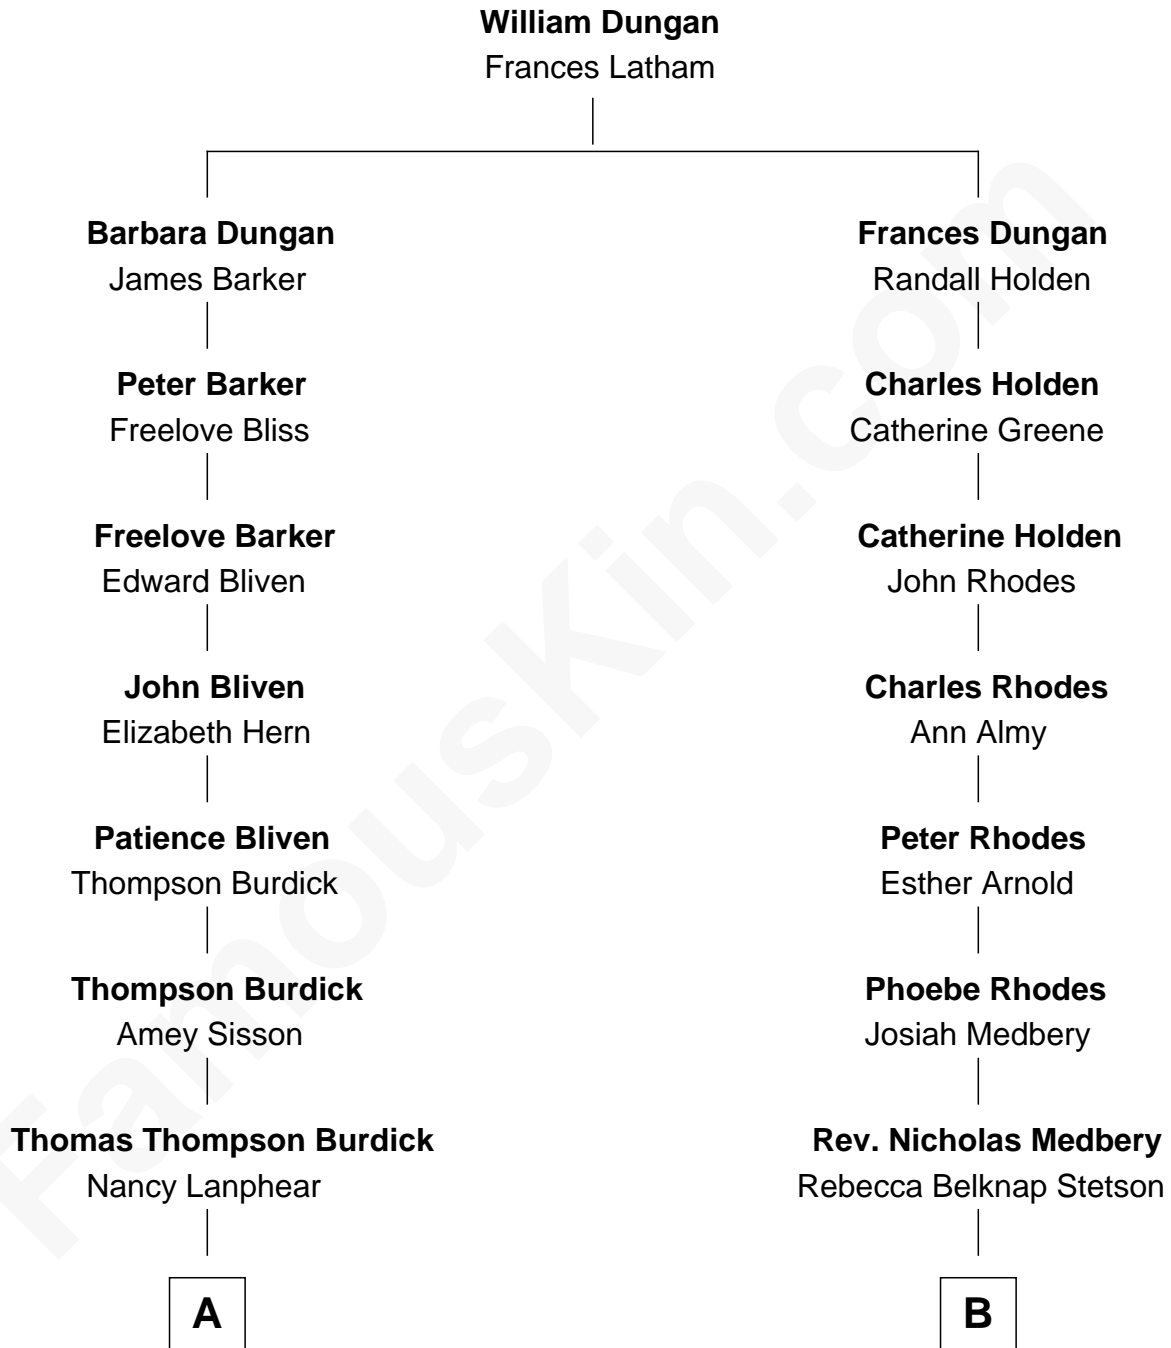 William Dungan
Frances Latham
Barbara Dungan
James Barker
Frances Dungan
Randall Holden
Peter Barker
Freelove Bliss
Charles Holden
Catherine Greene
Freelove Barker
Edward Bliven
Catherine Holden
John Rhodes
John Bliven
Elizabeth Hern
Charles Rhodes
Ann Almy
Patience Bliven
Thompson Burdick
Peter Rhodes
Esther Arnold
Thompson Burdick
Amey Sisson
Phoebe Rhodes
Josiah Medbery
Thomas Thompson Burdick
Nancy Lanphear
Rev. Nicholas Medbery
Rebecca Belknap Stetson
A
B
FamousKin.com